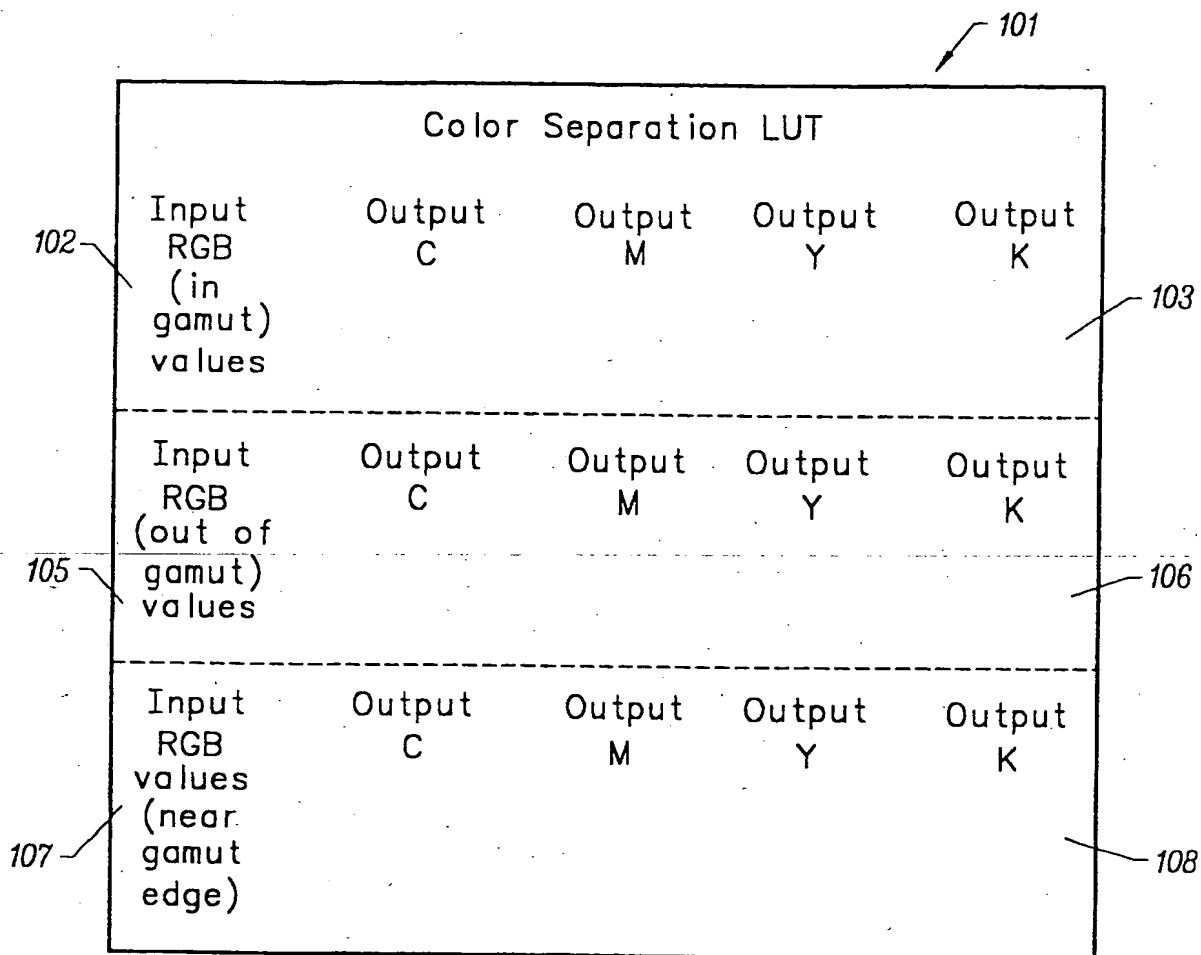 101
Color Separation LUT
Input Output Output Output Output
102 RGB C M Y K
(in
gamut) 103
values
Input Output Output Output Output
RGB C M Y K
(out of
105 gamut) 106
values
Input Output Output Output Output
RGB C M Y K
values
(near
107 gamut 108
edge)